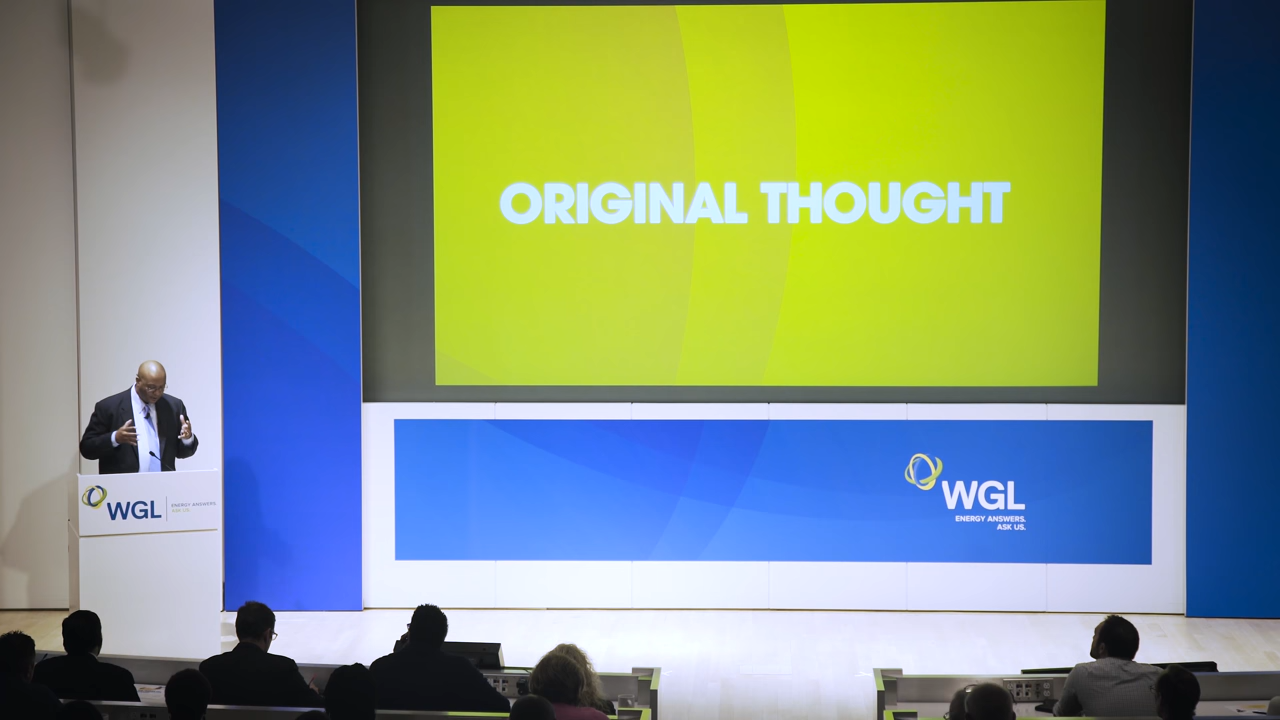 ORIGINAL THOUGHT
WGL
ENERGY ANSWERS.
ASK US.
WGL
ENERGY ANSWERS.
ASK US.